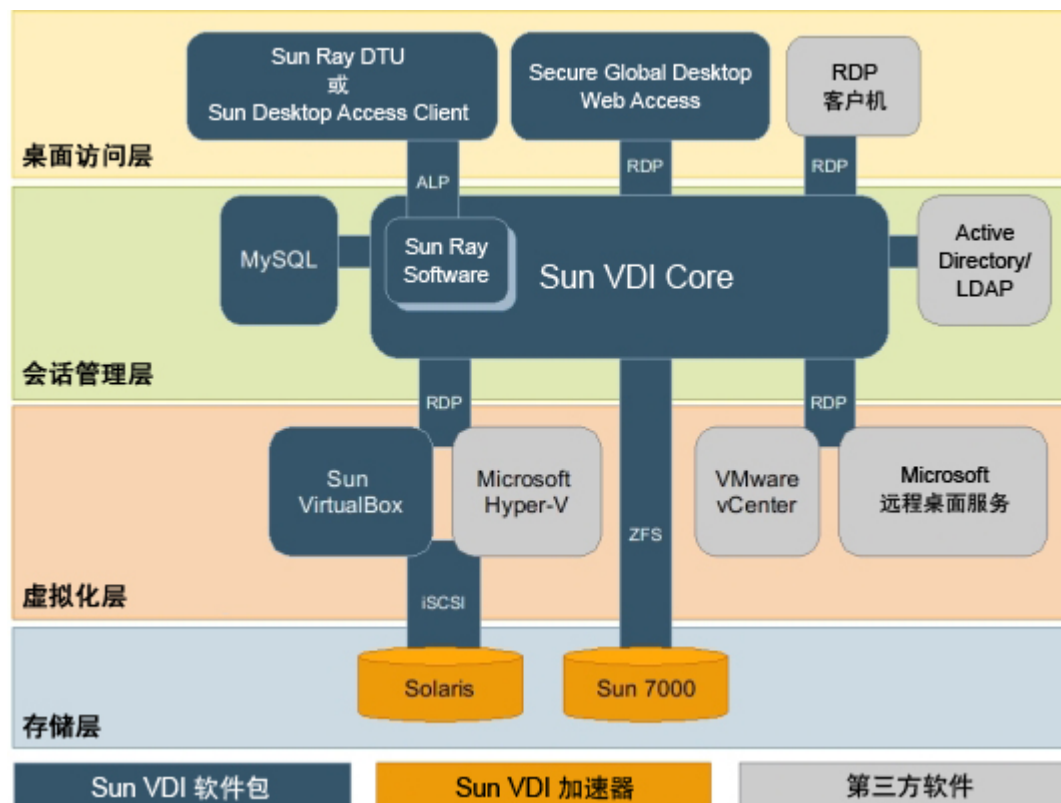 Sun Ray DTU
或
Sun Desktop Access Client
Secure Global Desktop
Web Access
RDP
客户机
桌面访问层
ALP
RDP
RDP
MySQL
Sun Ray
Software
Sun VDI Core
Active
Directory/
LDAP
会话管理层
RDP
RDP
Sun
VirtualBox
Microsoft
Hyper-V
VMware
vCenter
Microsoft
远程桌面服务
ZFS
虚拟化层
iSCSI
Solaris
Sun 7000
存储层
Sun VDI 软件包
Sun VDI 加速器
第三方软件